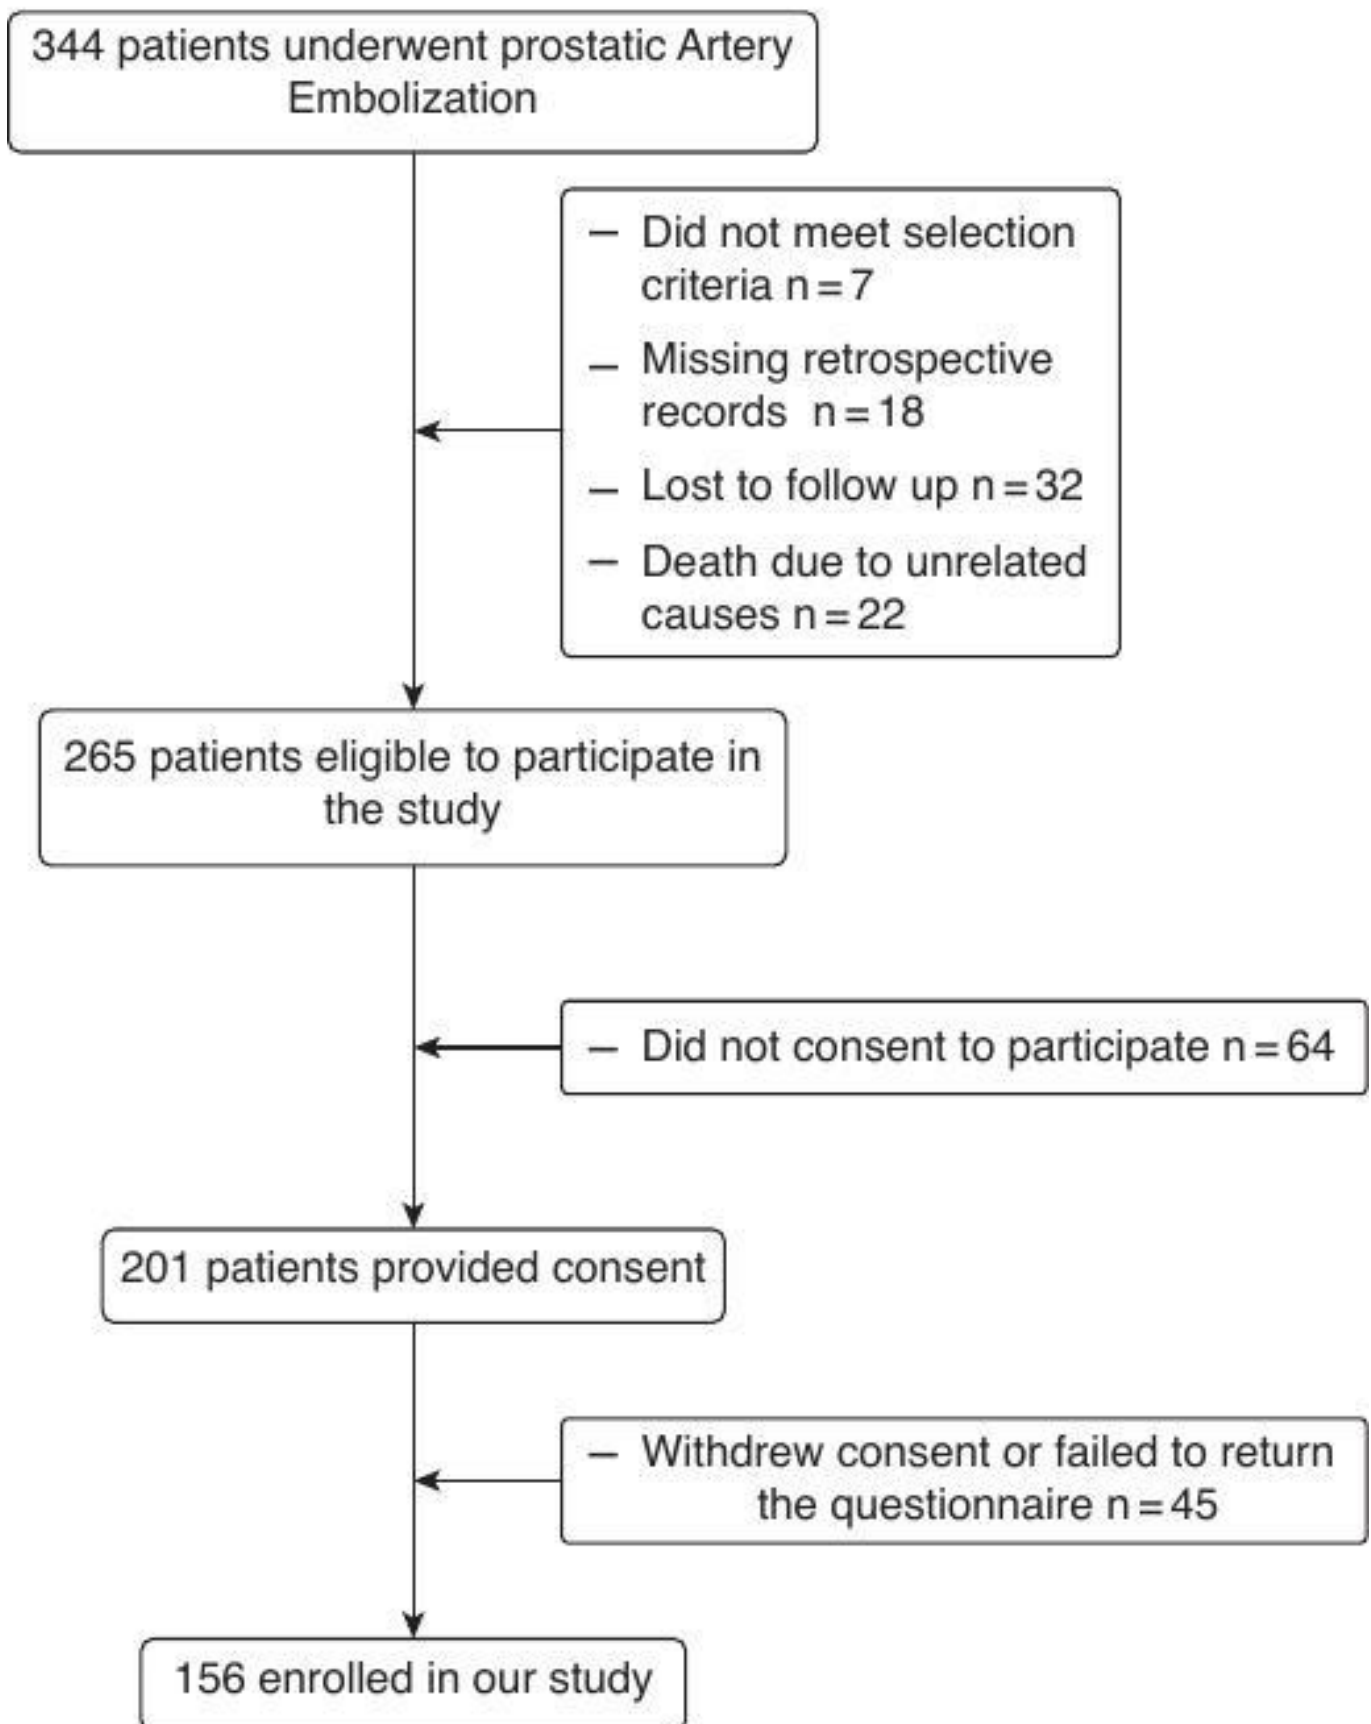 344 patients underwent prostatic Artery
Embolization
– Did not meet selection
criteria n = 7
– Missing retrospective
records n = 18
– Lost to follow up n = 32
– Death due to unrelated
causes n = 22
265 patients eligible to participate in
the study
– Did not consent to participate n = 64
201 patients provided consent
– Withdrew consent or failed to return
the questionnaire n = 45
156 enrolled in our study